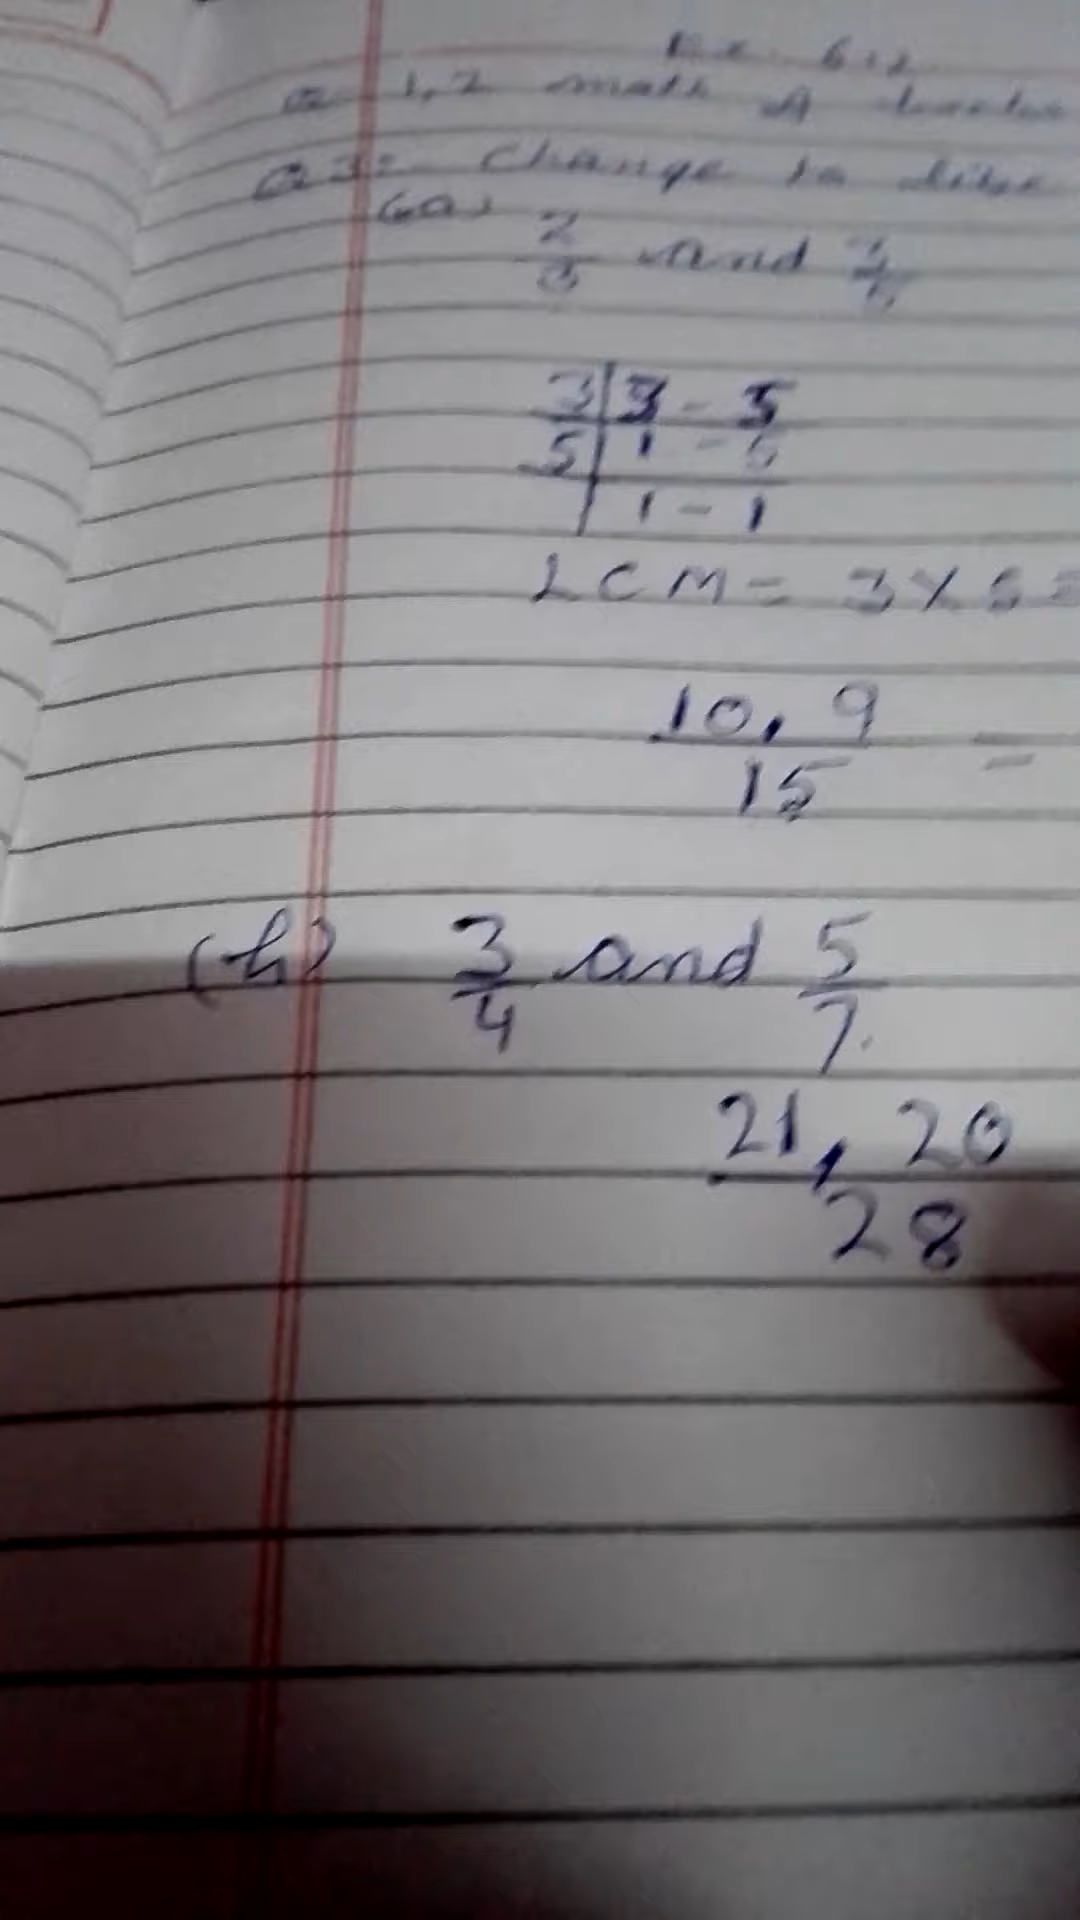 Ex 6.2
Q 1,2 math
Q3: Change to like
(a)
2/3 and 3/5
3 | 3 - 5
5 | 1 - 5
| 1 - 1
LCM = 3 X 5 =
10, 9 / 15 =
(b) 3/4 and 5/7
21, 20 / 28